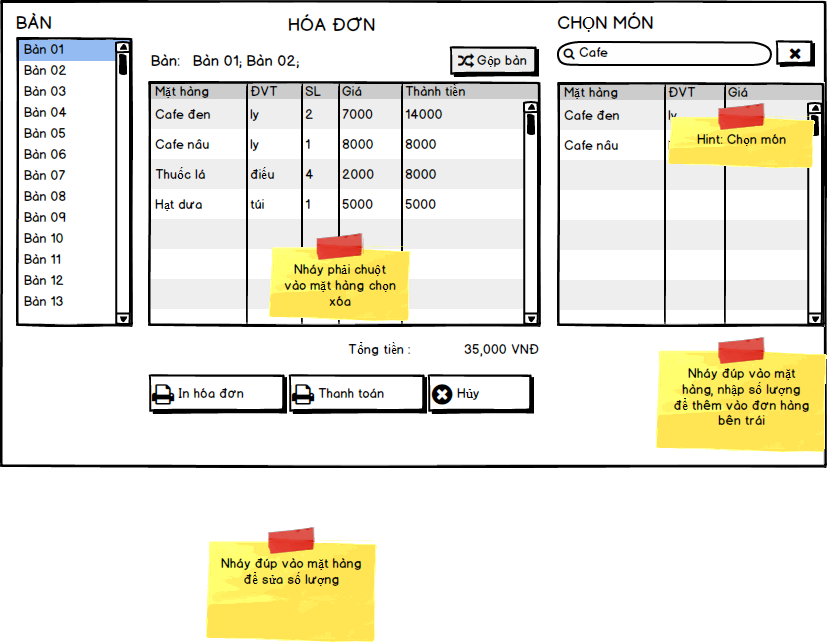 BÀN
Bàn 01
Bàn 02
Bàn 03
Bàn 04
Bàn 05
Bàn 06
Bàn 07
Bàn 08
Bàn 09
Bàn 10
Bàn 11
Bàn 12
Bàn 13
HÓA ĐƠN
Bàn: Bàn 01; Bàn 02;
Gộp bàn
Mặt hàng ĐVT SL Giá Thành tiền
Cafe đen ly 2 7000 14000
Cafe nâu ly 1 8000 8000
Thuốc lá điếu 4 2000 8000
Hạt dưa túi 1 5000 5000
Nháy phải chuột
vào mặt hàng chọn
xóa
Tổng tiền : 35,000 VNĐ
In hóa đơn
Thanh toán
Hủy
CHỌN MÓN
Cafe
Mặt hàng ĐVT Giá
Cafe đen ly
Cafe nâu
Hint: Chọn món
Nháy đúp vào mặt
hàng, nhập số lượng
để thêm vào đơn hàng
bên trái
Nháy đúp vào mặt hàng
để sửa số lượng